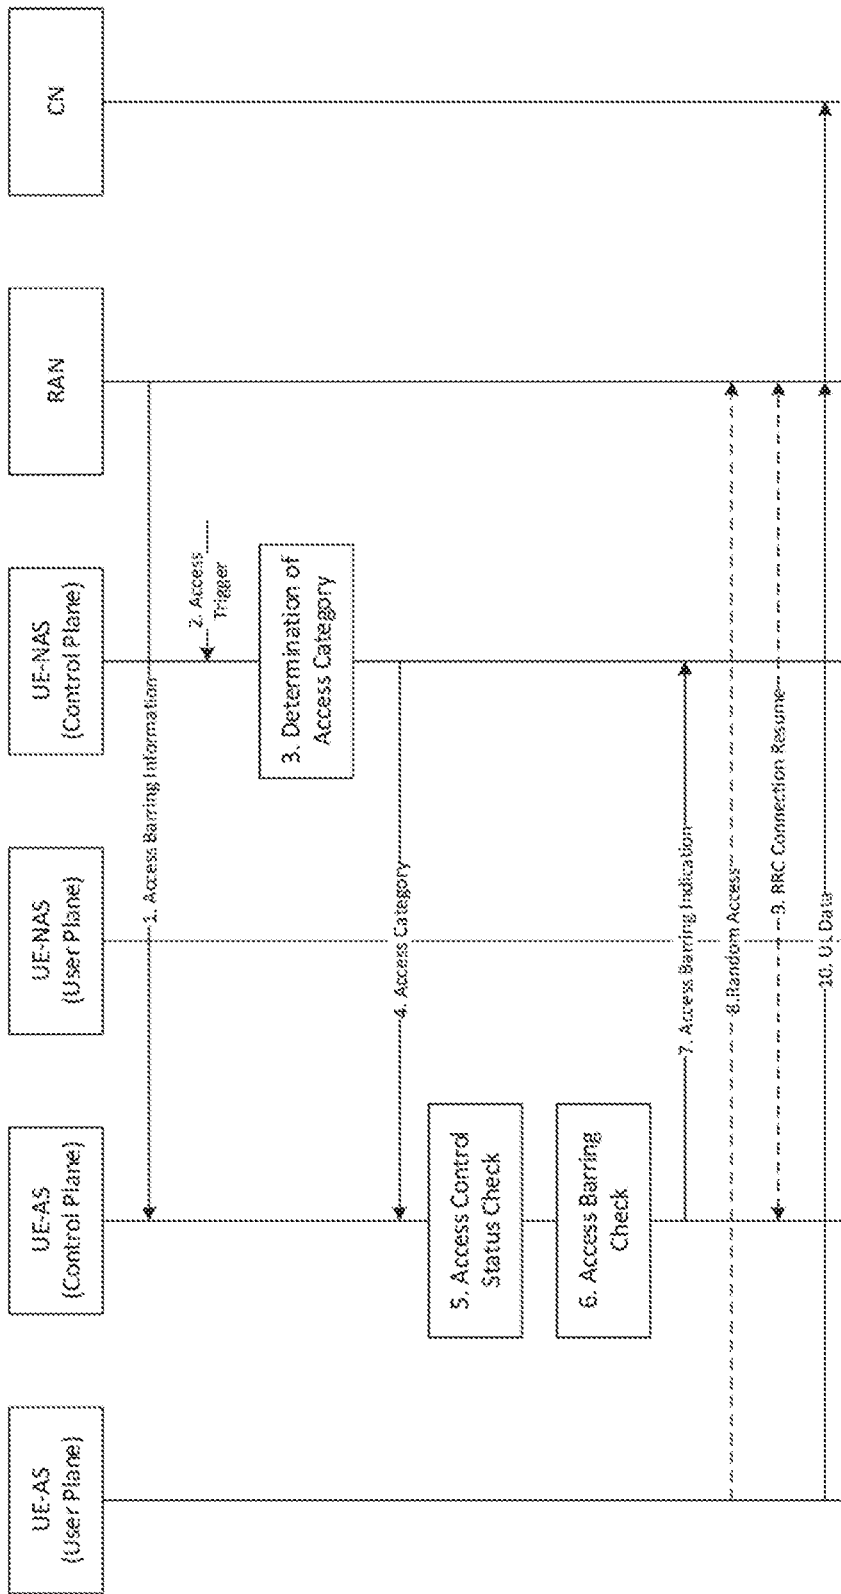 UE-AS
(User Plane)
UE-AS
(Control Plane)
UE-NAS
(User Plane)
UE-NAS
(Control Plane)
RAN
CN
1. Access Barring Information
2. Access
Trigger
3. Determination of
Access Category
4. Access Category
5. Access Control
Status Check
6. Access Barring
Check
7. Access Barring Indication
8.Random Access
9. RRC Connection Resume
10. UL Data